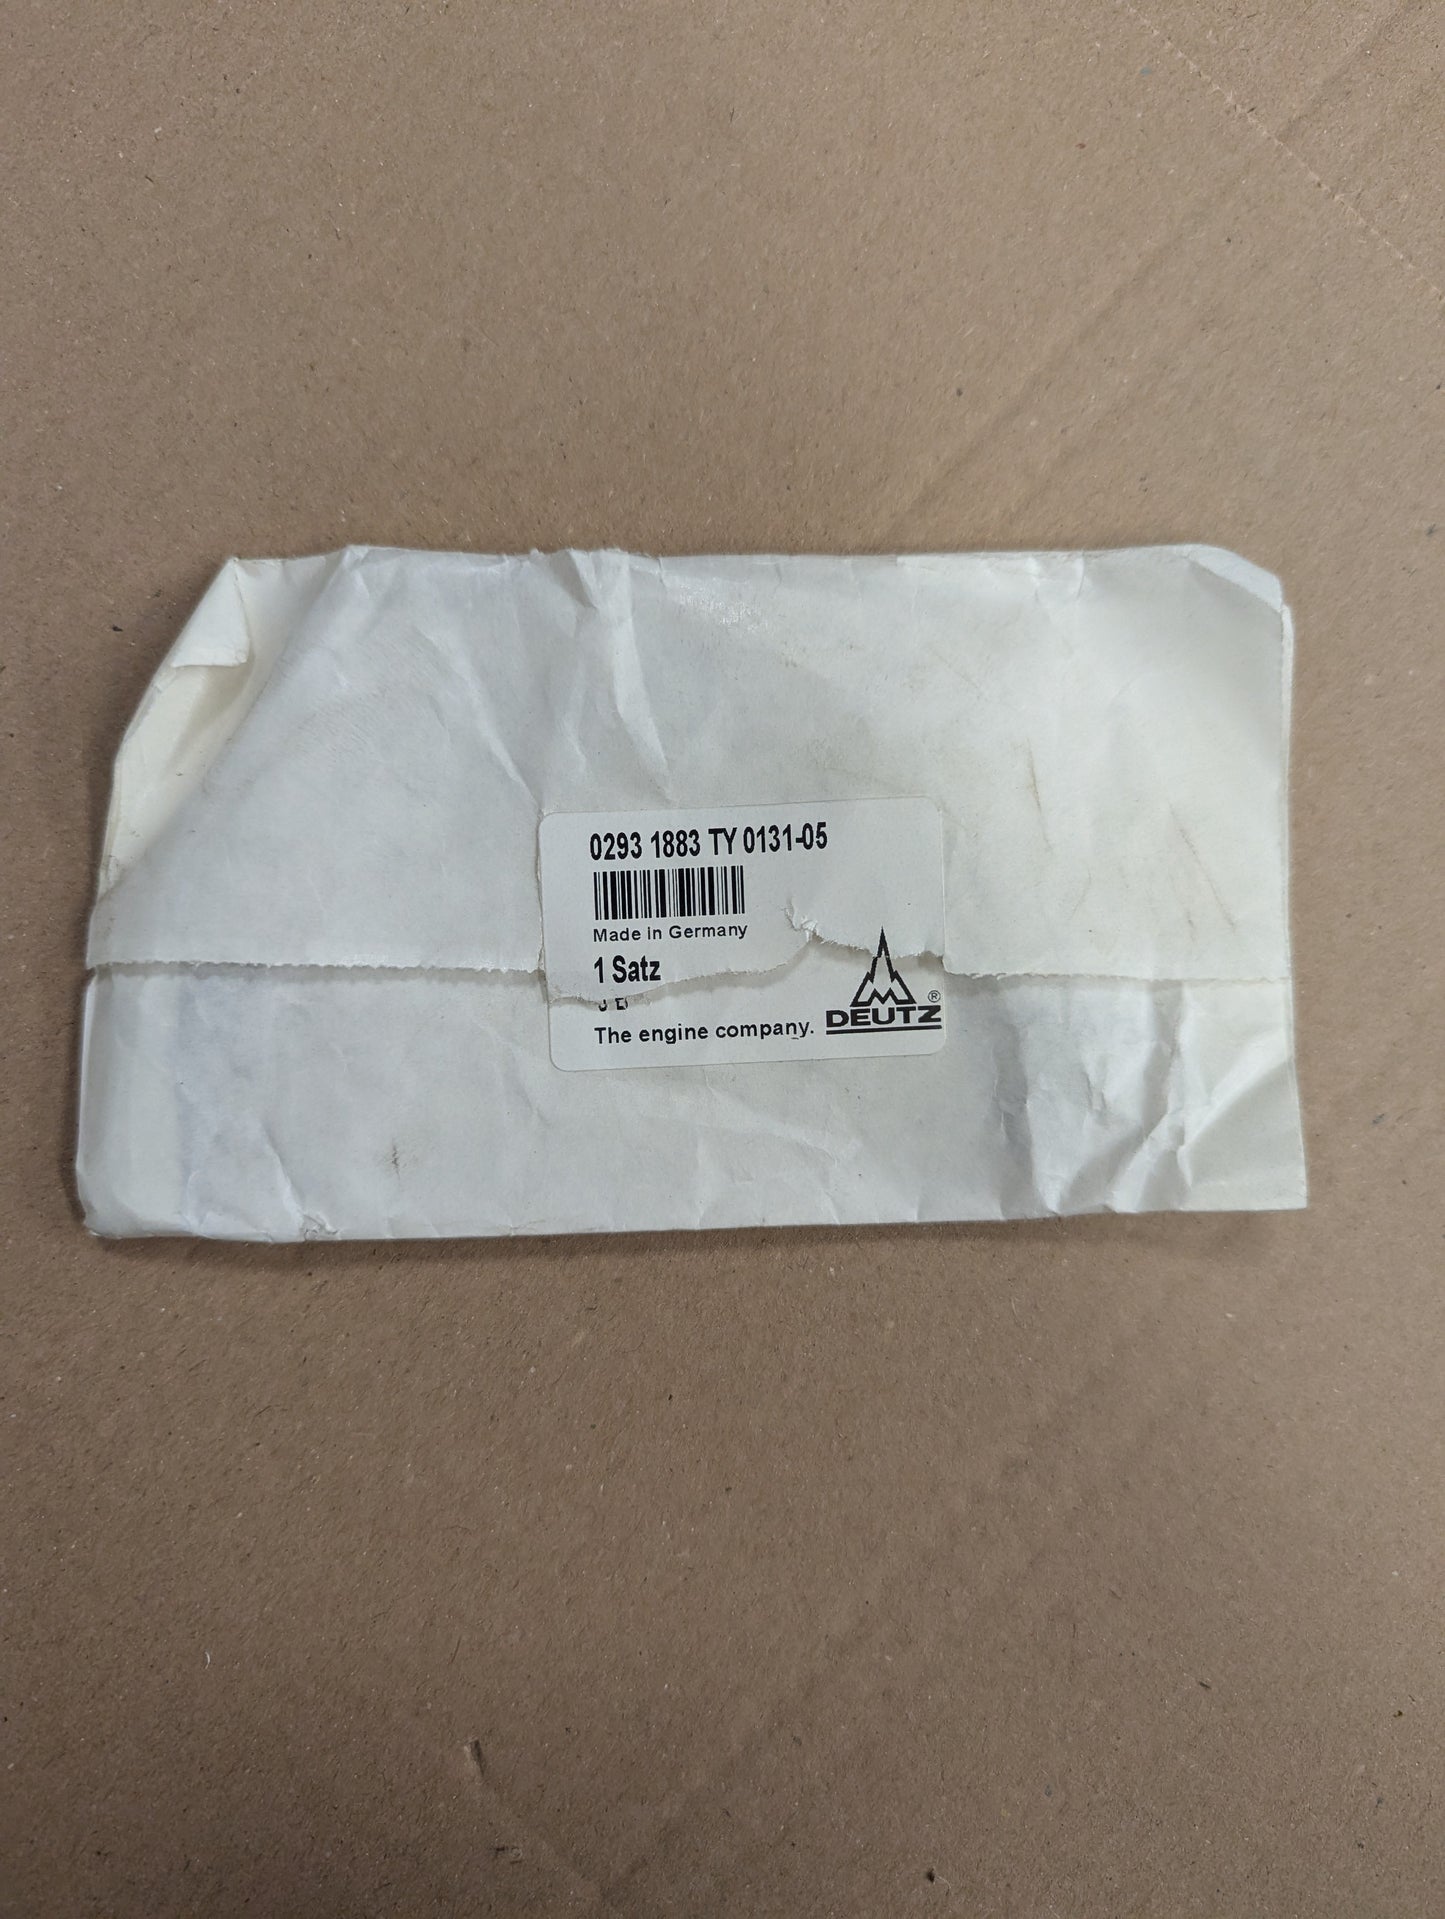 0293 1883 TY 0131-05
Made in Germany
1 Satz
The engine company.
DEUTZ ®